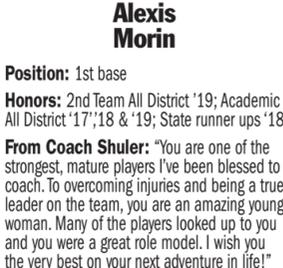 Alexis
Morin
Position: 1st base
Honors: 2nd Team All District '19; Academic
All District '17','18 & '19; State runner ups '18
From Coach Shuler: “You are one of the
strongest, mature players I've been blessed to
coach. To overcoming injuries and being a true
leader on the team, you are an amazing young
woman. Many of the players looked up to you
and you were a great role model. I wish you
the very best on your next adventure in life!”